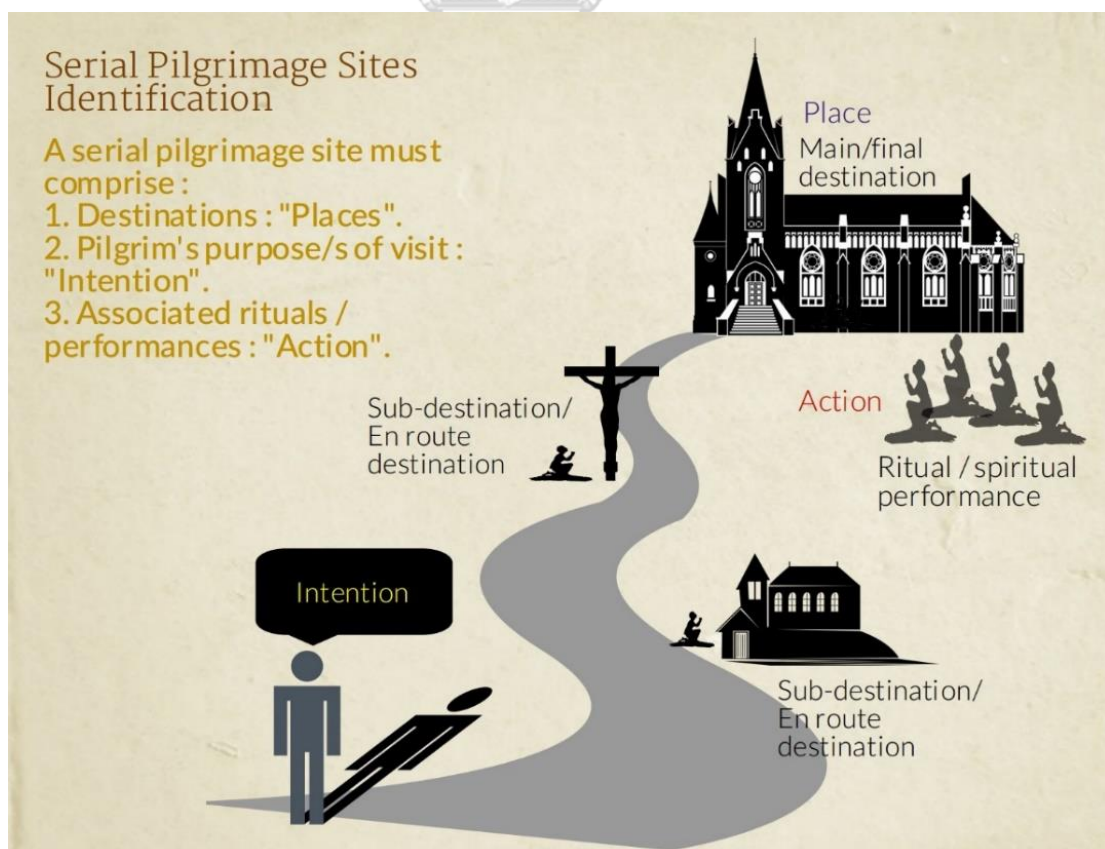 Serial Pilgrimage Sites
Identification
A serial pilgrimage site must
comprise :
1. Destinations : "Places".
2. Pilgrim's purpose/s of visit :
"Intention".
3. Associated rituals /
performances : "Action".
Place
Main/final
destination
Sub-destination/
En route
destination
Action
Ritual / spiritual
performance
Intention
Sub-destination/
En route
destination